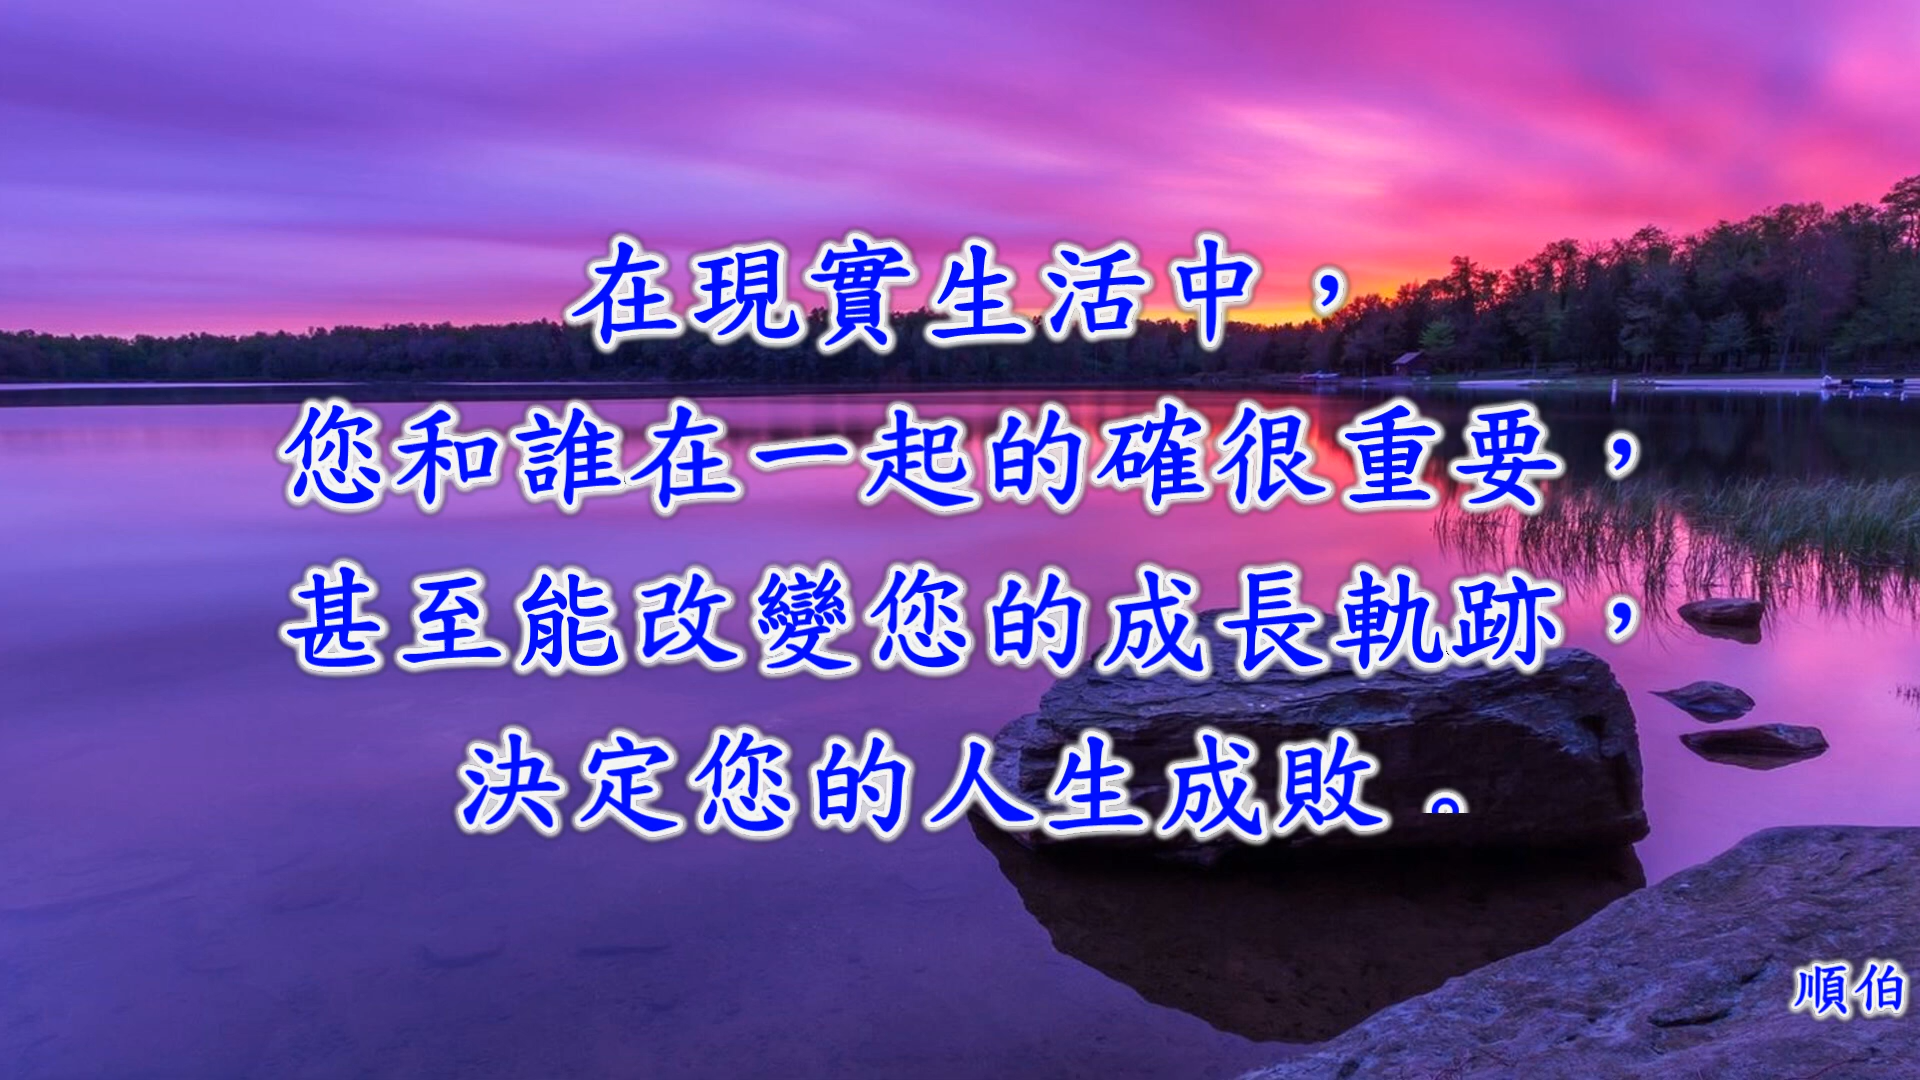 在現實生活中，
您和誰在一起的確很重要，
甚至能改變您的成長軌跡，
決定您的人生成敗。
順伯